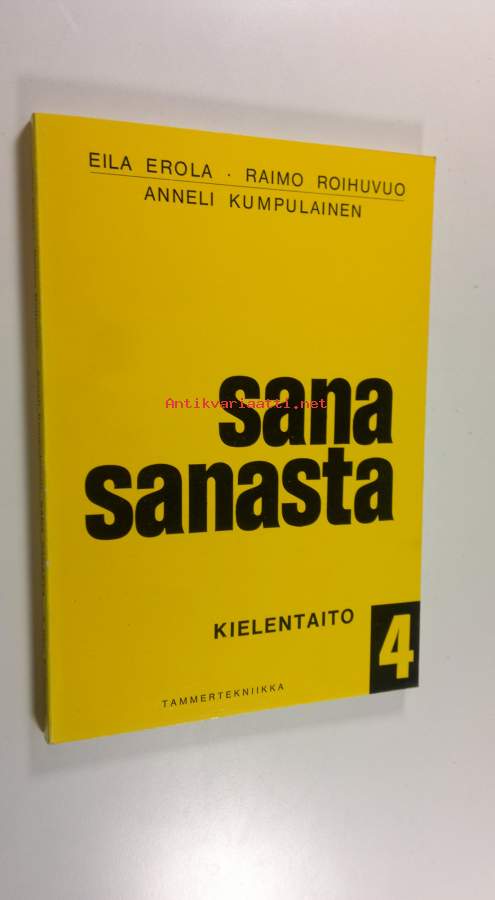 EILA EROLA · RAIMO ROIHUVUO
ANNELI KUMPULAINEN
sana
Antikvariaatti.net
sanasta
KIELENTAITO
4
TAMMERTEKNIIKKA